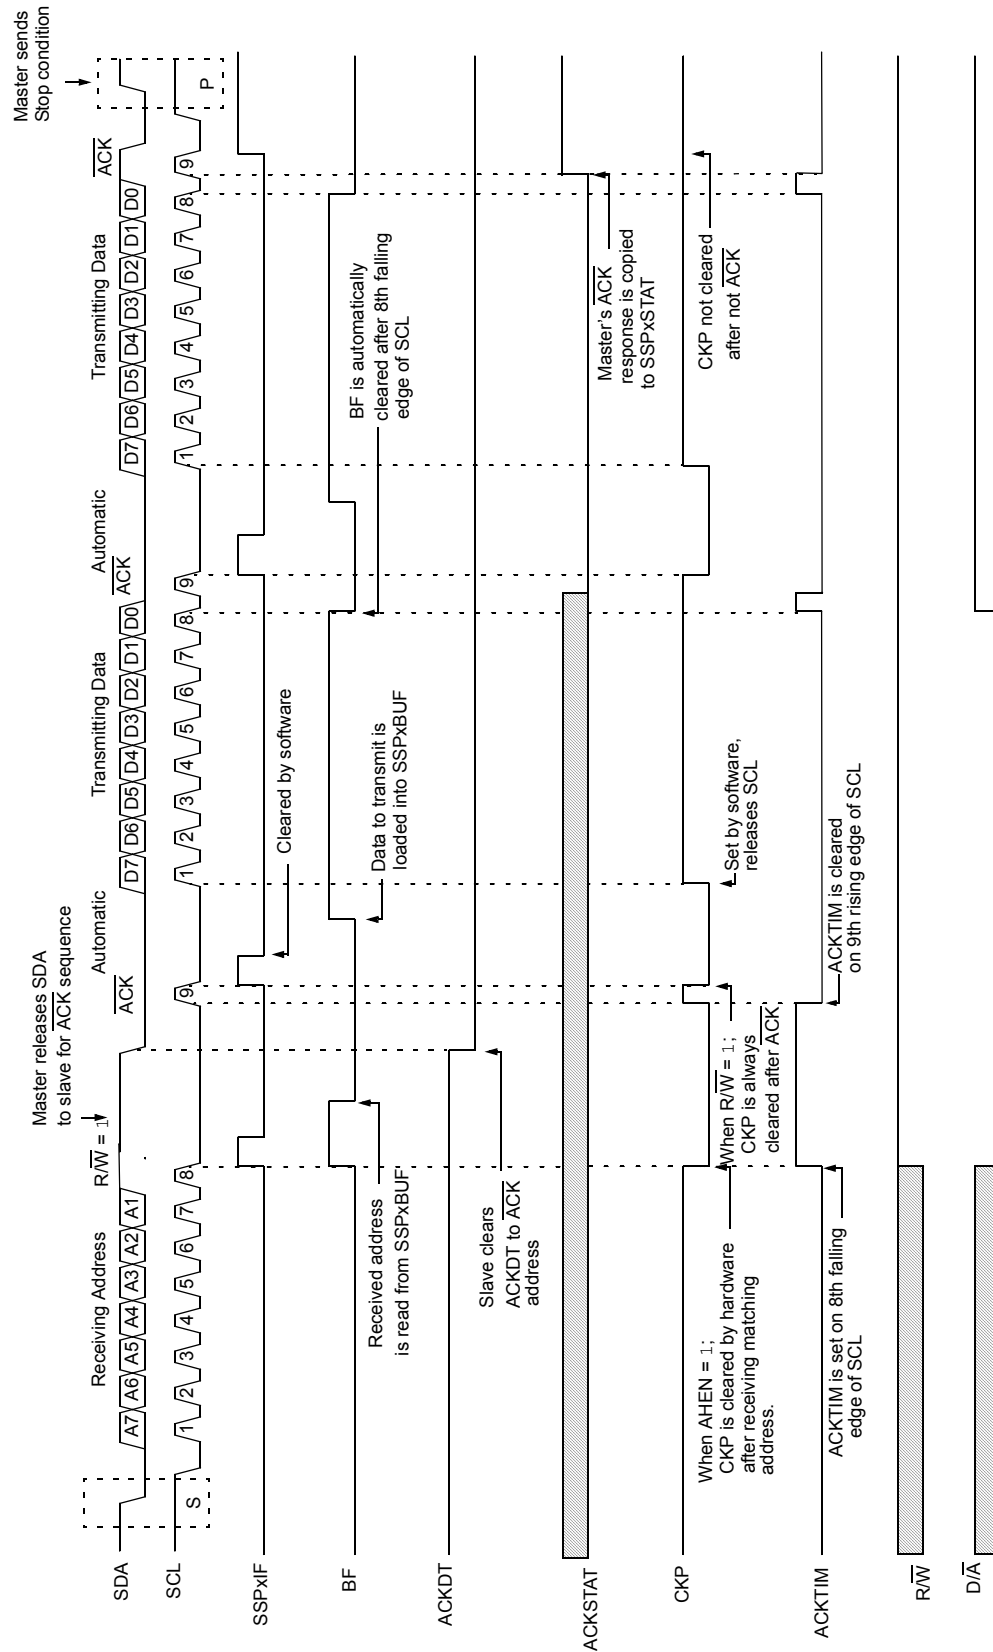 Master releases SDA
to slave for ACK sequence
Master sends
Stop condition
Receiving Address
R/W = 1
ACK
Automatic
Transmitting Data
ACK
Automatic
Transmitting Data
ACK
SDA
A7 A6 A5 A4 A3 A2 A1
D7 D6 D5 D4 D3 D2 D1 D0
D7 D6 D5 D4 D3 D2 D1 D0
SCL
S
1 2 3 4 5 6 7 8 9
1 2 3 4 5 6 7 8 9
1 2 3 4 5 6 7 8 9
P
SSPxIF
Cleared by software
BF
Received address
is read from SSPxBUF
Data to transmit is
loaded into SSPxBUF
BF is automatically
cleared after 8th falling
edge of SCL
ACKDT
Slave clears
ACKDT to ACK
address
ACKSTAT
Master's ACK
response is copied
to SSPxSTAT
CKP
When AHEN = 1;
CKP is cleared by hardware
after receiving matching
address.
When R/W = 1;
CKP is always
cleared after ACK
Set by software,
releases SCL
CKP not cleared
after not ACK
ACKTIM
ACKTIM is set on 8th falling
edge of SCL
ACKTIM is cleared
on 9th rising edge of SCL
R/W
D/A